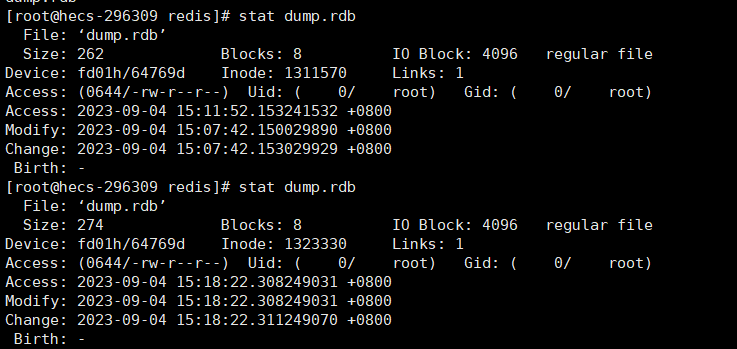 dump.rdb
[root@hecs-296309 redis]# stat dump.rdb
  File: ‘dump.rdb’
  Size: 262             Blocks: 8          IO Block: 4096   regular file
Device: fd01h/64769d    Inode: 1311570     Links: 1
Access: (0644/-rw-r--r--)  Uid: (    0/    root)   Gid: (    0/    root)
Access: 2023-09-04 15:11:52.153241532 +0800
Modify: 2023-09-04 15:07:42.150029890 +0800
Change: 2023-09-04 15:07:42.153029929 +0800
 Birth: -
[root@hecs-296309 redis]# stat dump.rdb
  File: ‘dump.rdb’
  Size: 274             Blocks: 8          IO Block: 4096   regular file
Device: fd01h/64769d    Inode: 1323330     Links: 1
Access: (0644/-rw-r--r--)  Uid: (    0/    root)   Gid: (    0/    root)
Access: 2023-09-04 15:18:22.308249031 +0800
Modify: 2023-09-04 15:18:22.308249031 +0800
Change: 2023-09-04 15:18:22.311249070 +0800
 Birth: -